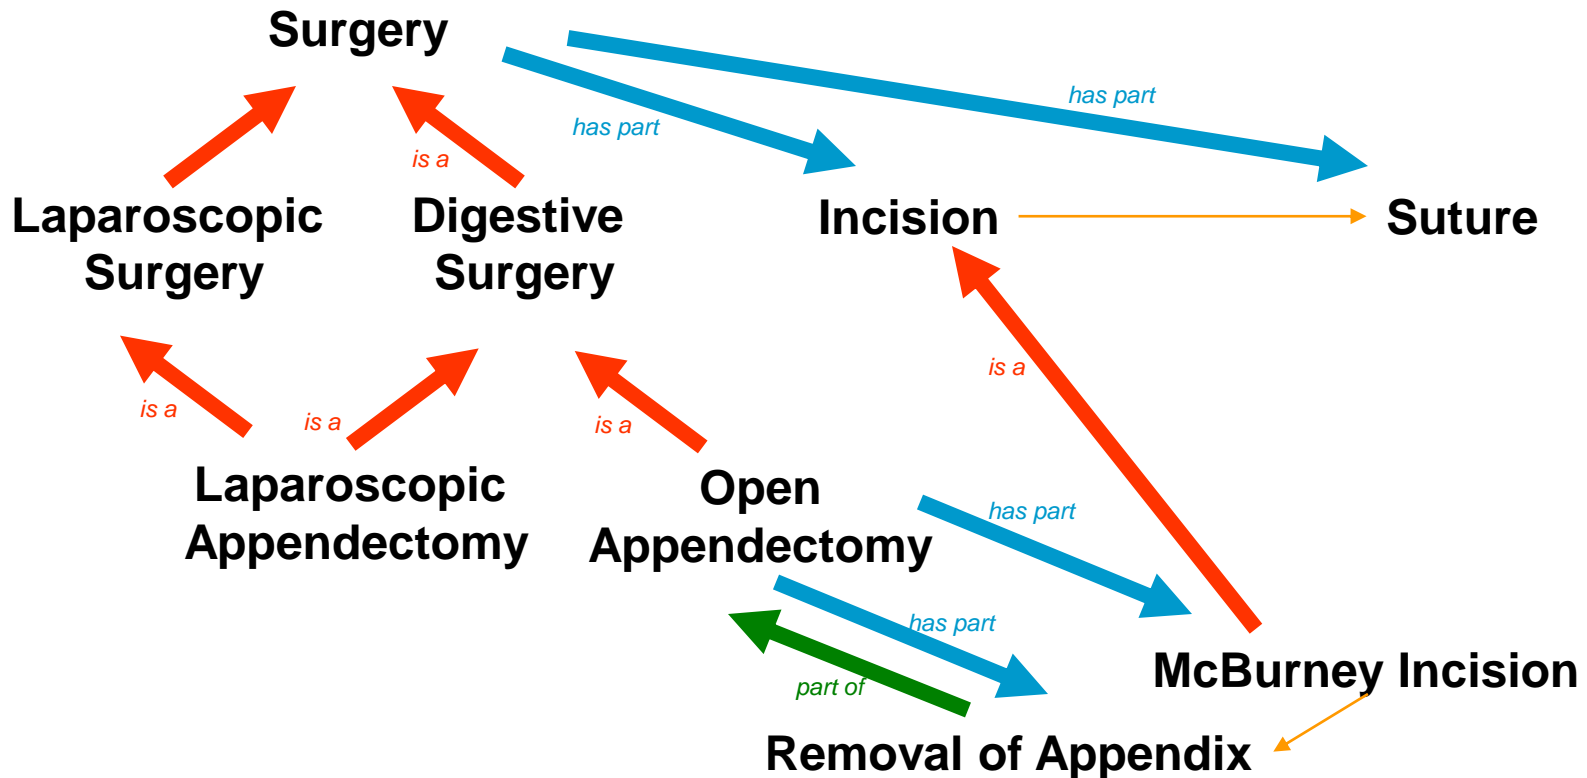 Surgery
has part
has part
is a
Laparoscopic
Surgery
Digestive
Surgery
Incision
Suture
is a
is a
is a
is a
Laparoscopic
Appendectomy
Open
Appendectomy
has part
has part
part of
McBurney Incision
Removal of Appendix